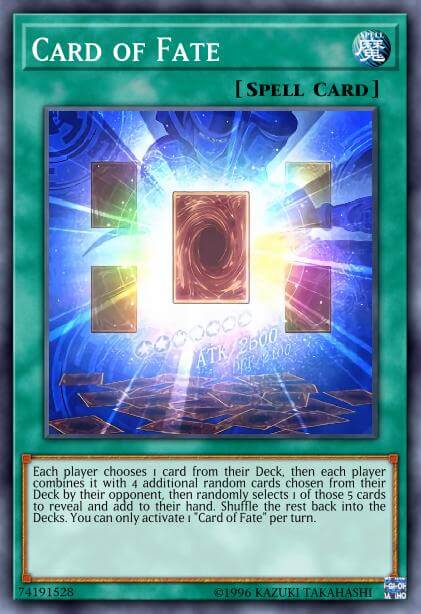 Card of Fate
[Spell Card]
ATK/2600
Each player chooses 1 card from their Deck, then each player
combines it with 4 additional random cards chosen from their
Deck by their opponent, then randomly selects 1 of those 5 cards
to reveal and add to their hand. Shuffle the rest back into the
Decks. You can only activate 1 "Card of Fate" per turn.
74191528
©1996 KAZUKI TAKAHASHI